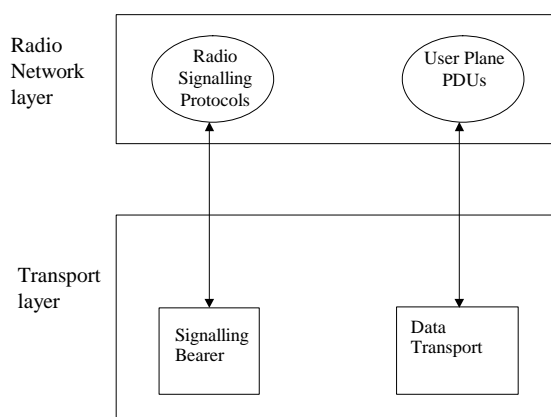 Radio
Network
layer
Radio
Signalling
Protocols
User Plane
PDUs
Transport
layer
Signalling
Bearer
Data
Transport